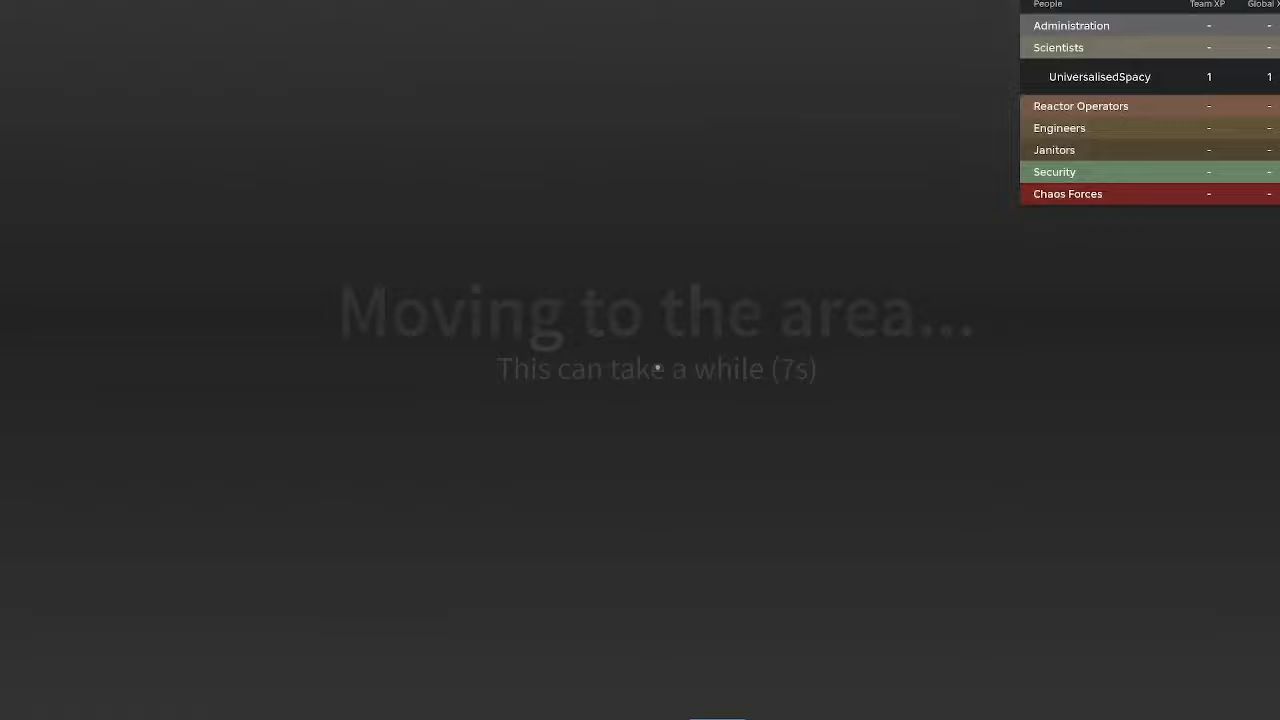 People Team XP Global X
Administration - -
Scientists - -
UniversalisedSpacy 1 1
Reactor Operators - -
Engineers - -
Janitors - -
Security - -
Chaos Forces - -
Moving to the area...
This can take a while (7s)